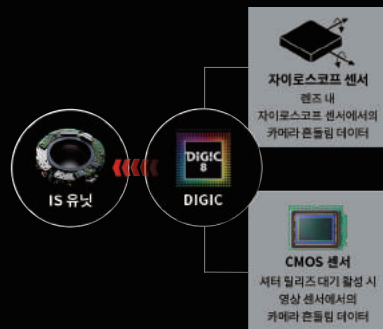 자이로스코프 센서
렌즈 내
자이로스코프 센서에서의
카메라 흔들림 데이터
IS 유닛
DIGIC
8
DIGIC
CMOS 센서
셔터 릴리즈 대기 활성 시
영상 센서에서의
카메라 흔들림 데이터